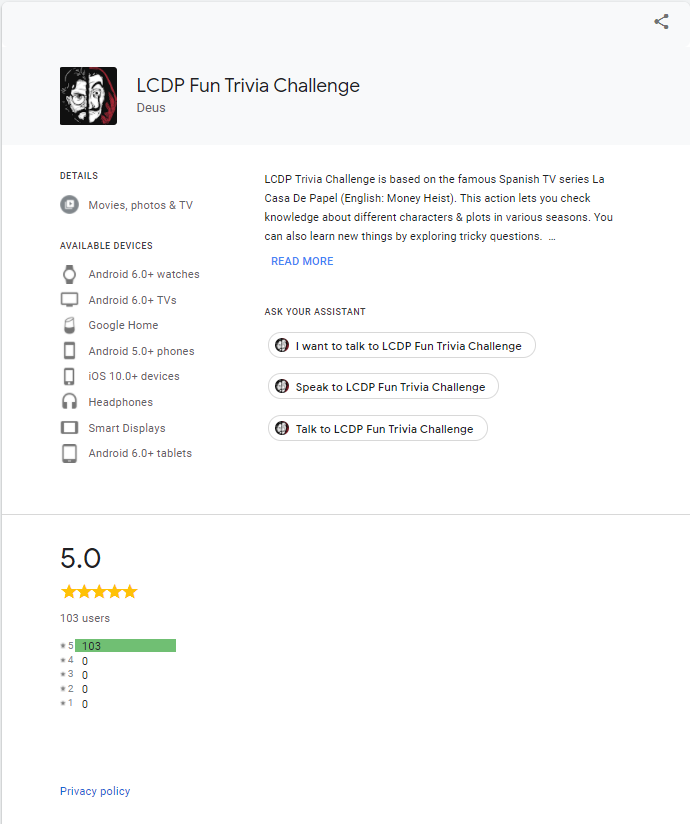 LCDP Fun Trivia Challenge
Deus
DETAILS
Movies, photos & TV
AVAILABLE DEVICES
Android 6.0+ watches
Android 6.0+ TVs
Google Home
Android 5.0+ phones
iOS 10.0+ devices
Headphones
Smart Displays
Android 6.0+ tablets
LCDP Trivia Challenge is based on the famous Spanish TV series La
Casa De Papel (English: Money Heist). This action lets you check
knowledge about different characters & plots in various seasons. You
can also learn new things by exploring tricky questions. …
READ MORE
ASK YOUR ASSISTANT
I want to talk to LCDP Fun Trivia Challenge
Speak to LCDP Fun Trivia Challenge
Talk to LCDP Fun Trivia Challenge
5.0
103 users
★ 5 103
★ 4 0
★ 3 0
★ 2 0
★ 1 0
Privacy policy